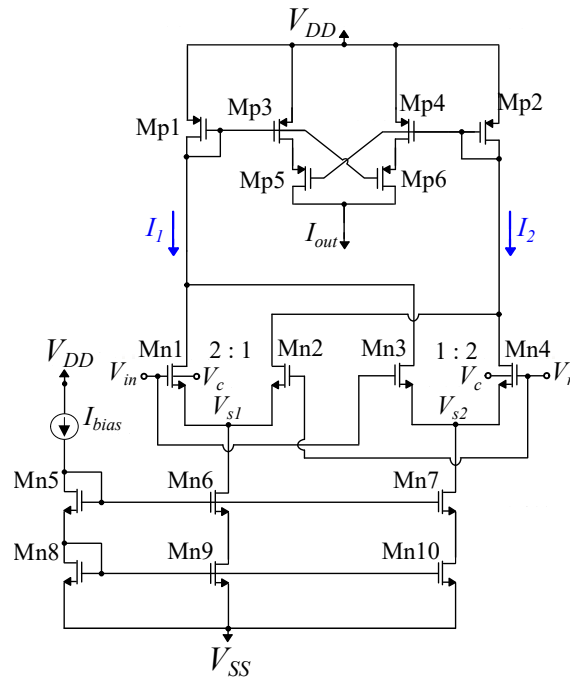 V_DD
Mp1 Mp3 Mp4 Mp2
Mp5 Mp6
I_1 I_out I_2
Mn1 2 : 1 Mn2 Mn3 1 : 2 Mn4
V_DD V_in V_c V_c
V_s1 V_s2
I_bias
Mn5 Mn6 Mn7
Mn8 Mn9 Mn10
V_SS